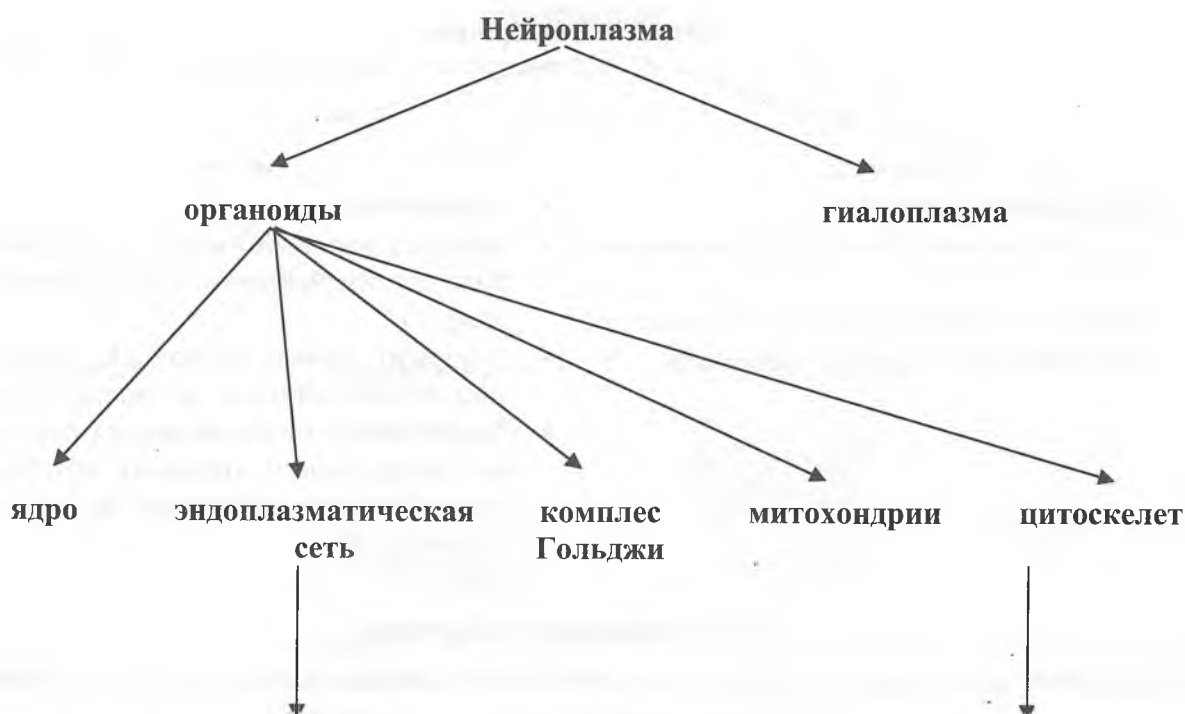 Нейроплазма
органоиды
гиалоплазма
ядро
эндоплазматическая
сеть
комплес
Гольджи
митохондрии
цитоскелет